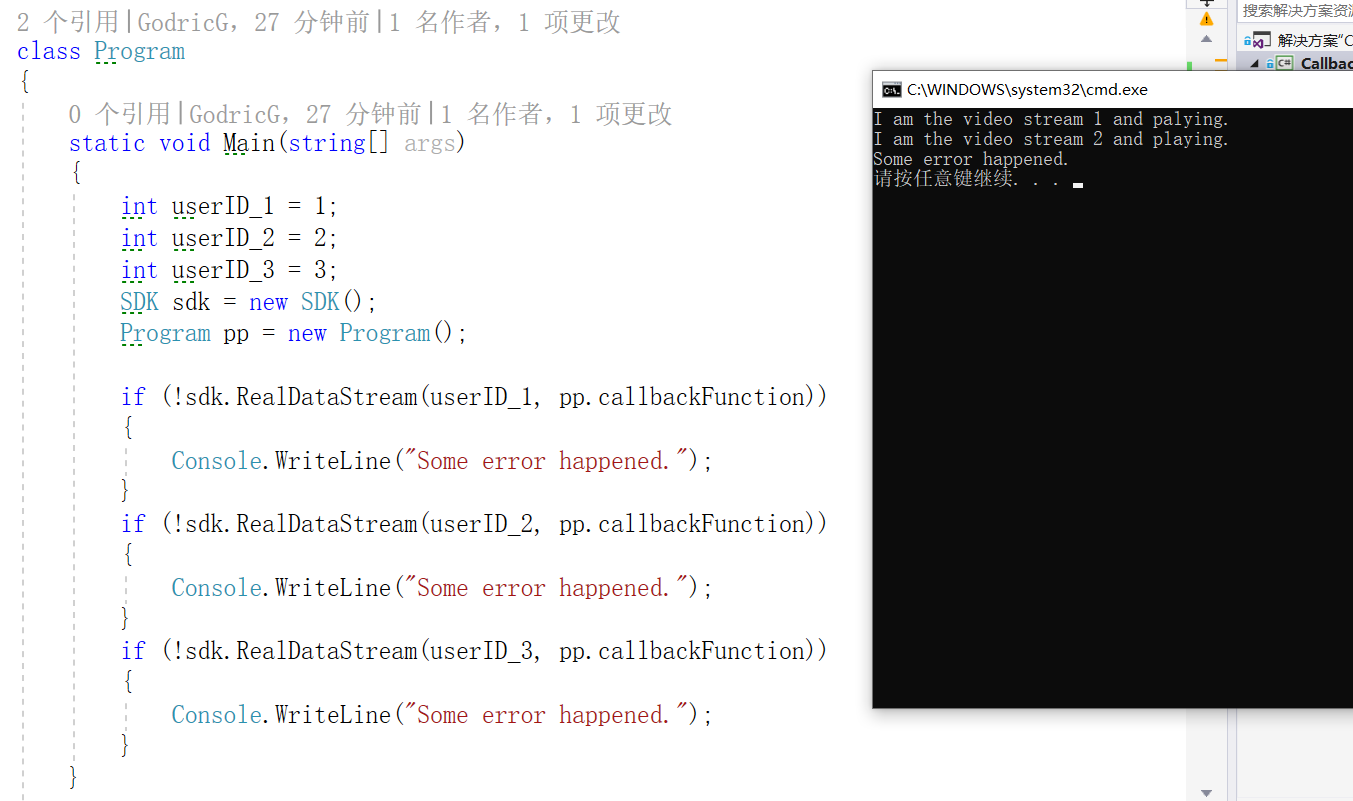 2 个引用|GodricG，27 分钟前|1 名作者，1 项更改
class Program
{
0 个引用|GodricG，27 分钟前|1 名作者，1 项更改
static void Main(string[] args)
{
int userID_1 = 1;
int userID_2 = 2;
int userID_3 = 3;
SDK sdk = new SDK();
Program pp = new Program();
if (!sdk.RealDataStream(userID_1, pp.callbackFunction))
{
Console.WriteLine("Some error happened.");
}
if (!sdk.RealDataStream(userID_2, pp.callbackFunction))
{
Console.WriteLine("Some error happened.");
}
if (!sdk.RealDataStream(userID_3, pp.callbackFunction))
{
Console.WriteLine("Some error happened.");
}
}
搜索解决方案资源
解决方案"C
C# Callbac
C:\WINDOWS\system32\cmd.exe
I am the video stream 1 and palying.
I am the video stream 2 and playing.
Some error happened.
请按任意键继续. . .